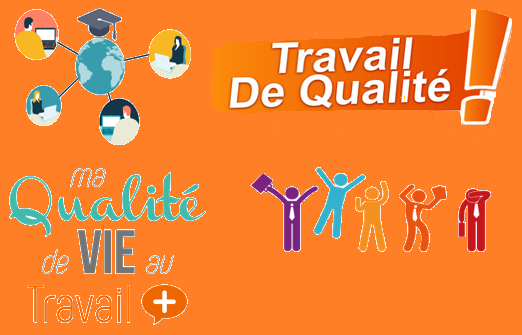 Travail
De Qualité !
ma
Qualité
de VIE au
Travail +